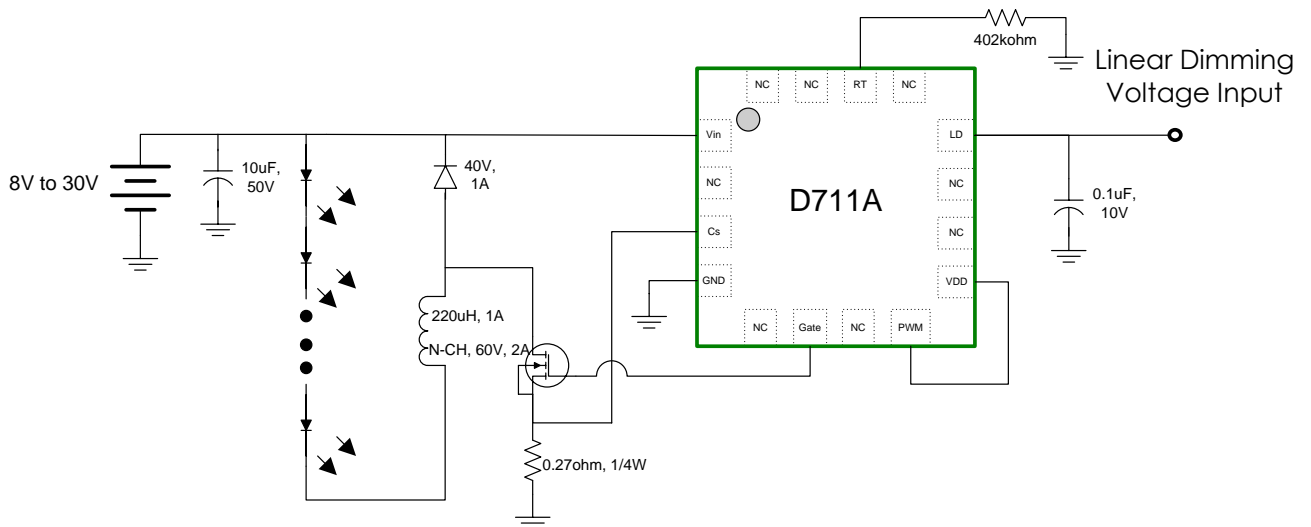 402kohm
Linear Dimming
Voltage Input
NC
NC
RT
NC
Vin
LD
8V to 30V
10uF,
50V
40V,
1A
NC
NC
D711A
0.1uF,
10V
Cs
NC
GND
VDD
220uH, 1A
N-CH, 60V, 2A
NC
Gate
NC
PWM
0.27ohm, 1/4W